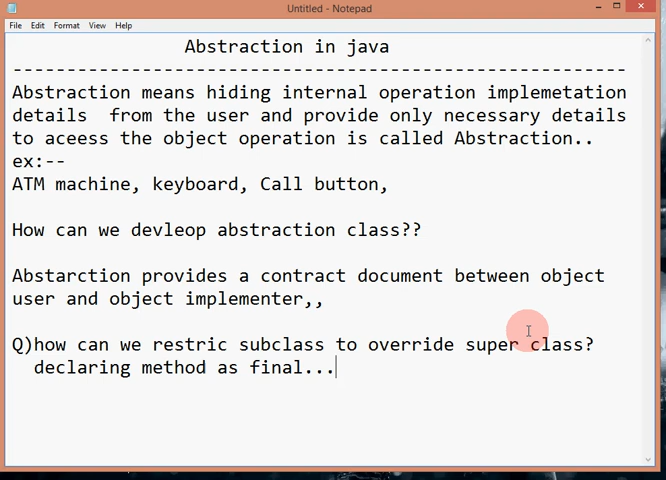 Untitled - Notepad
File Edit Format View Help
Abstraction in java
---------------------------------------------------------
Abstraction means hiding internal operation implemetation
details  from the user and provide only necessary details
to aceess the object operation is called Abstraction..
ex:--
ATM machine, keyboard, Call button,
How can we devleop abstraction class??
Abstarction provides a contract document between object
user and object implementer,,
Q)how can we restric subclass to override super class?
declaring method as final...